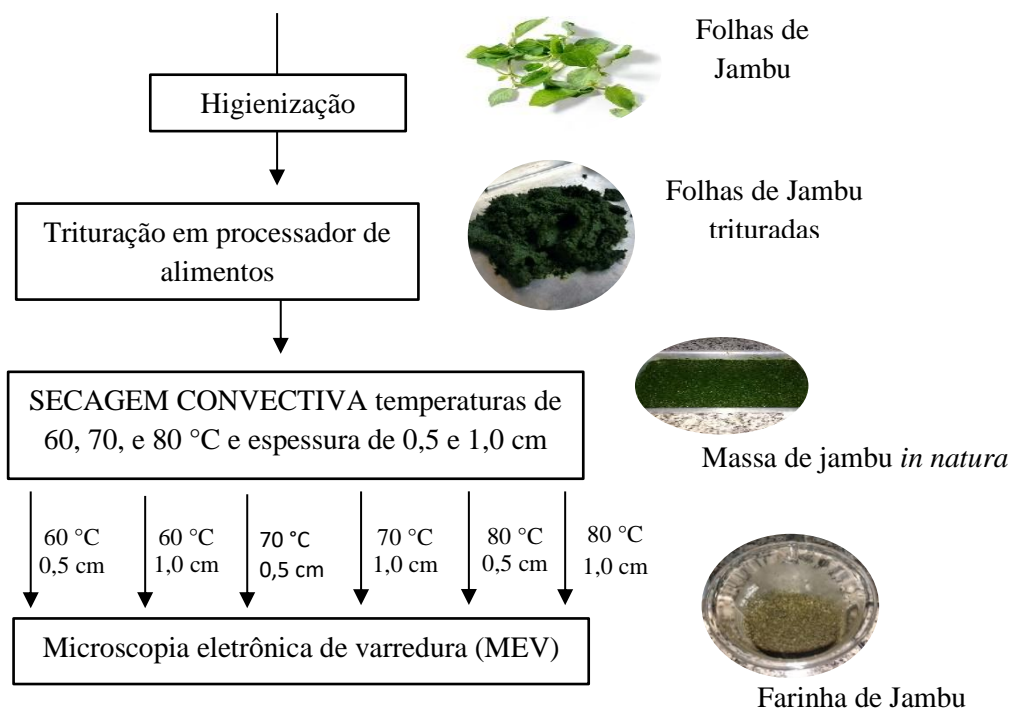 Folhas de
Jambu
Higienização
Folhas de Jambu
trituradas
Trituração em processador de
alimentos
SECAGEM CONVECTIVA temperaturas de
60, 70, e 80 °C e espessura de 0,5 e 1,0 cm
Massa de jambu in natura
60 °C
0,5 cm
60 °C
1,0 cm
70 °C
0,5 cm
70 °C
1,0 cm
80 °C
0,5 cm
80 °C
1,0 cm
Microscopia eletrônica de varredura (MEV)
Farinha de Jambu